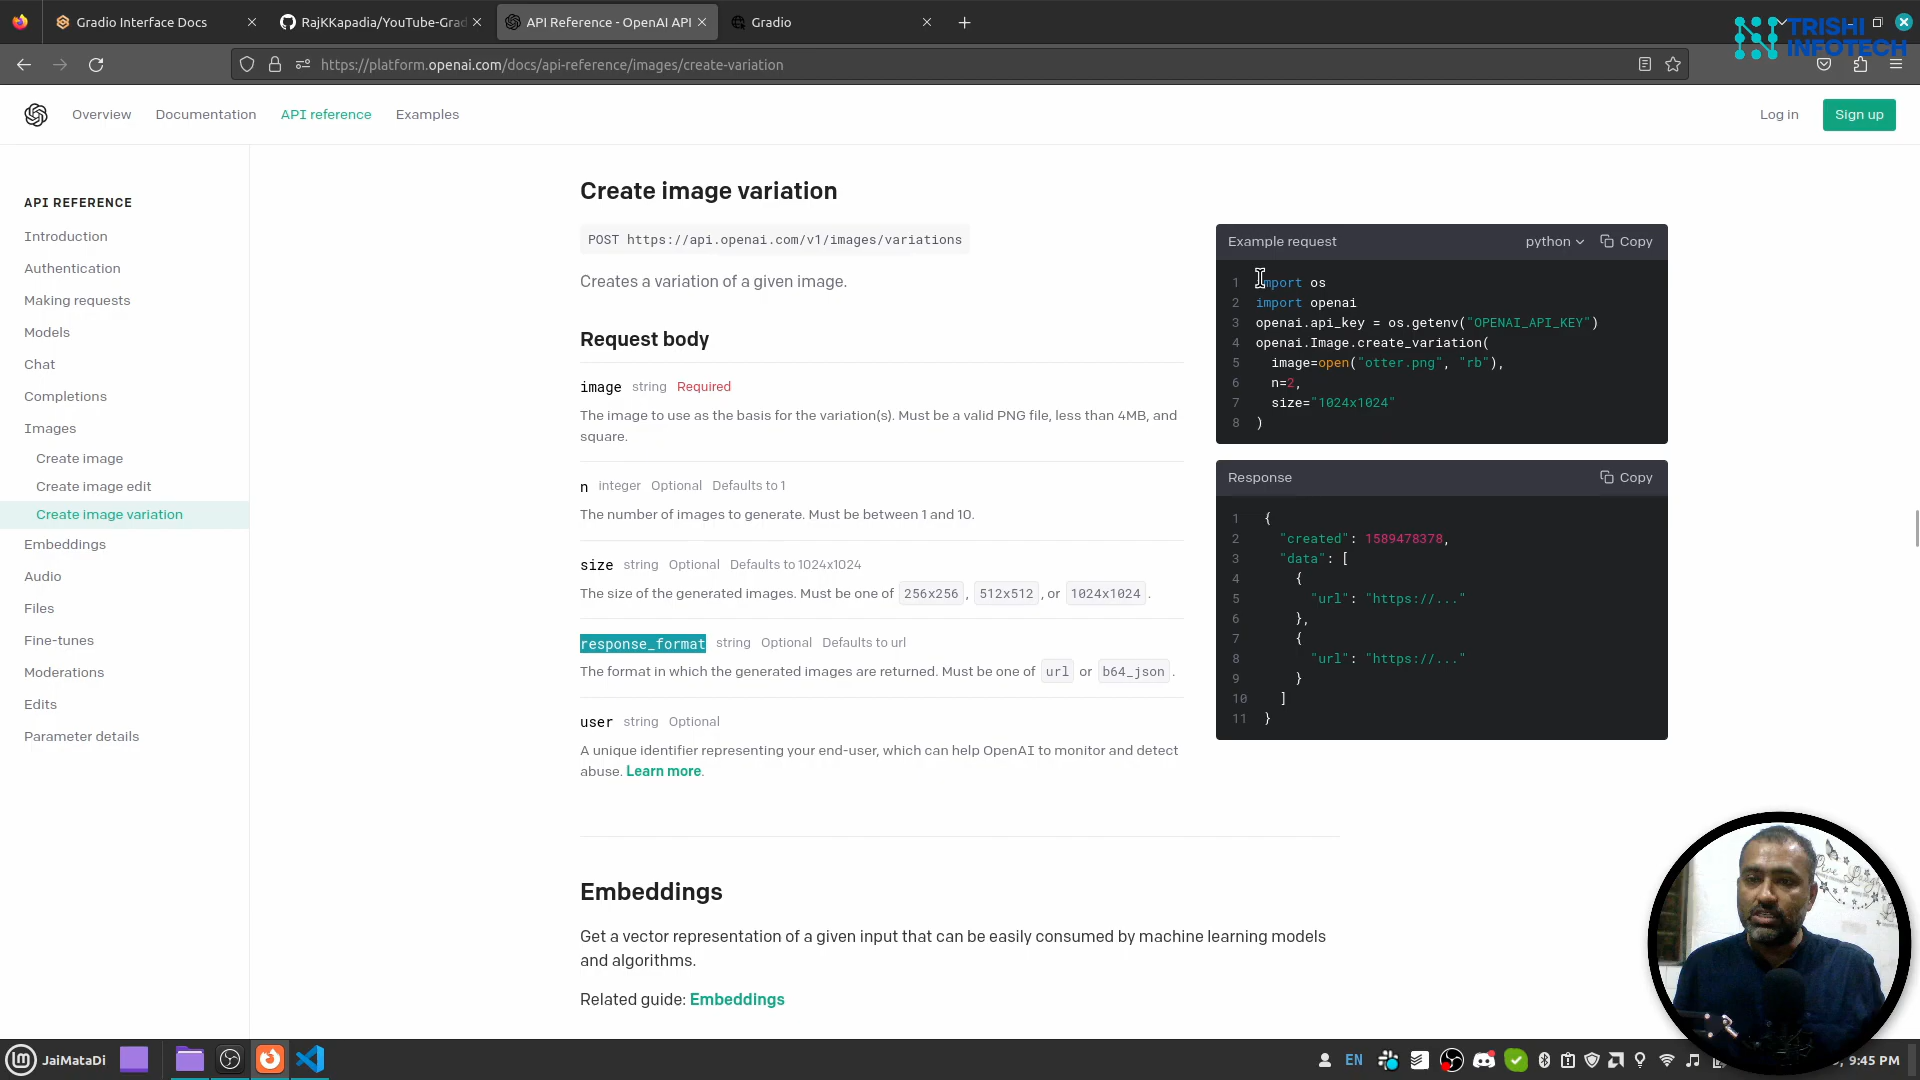 Gradio Interface Docs
RajKKapadia/YouTube-Grad
API Reference - OpenAI API
Gradio
TRISHI
INFOTECH
https://platform.openai.com/docs/api-reference/images/create-variation
Overview
Documentation
API reference
Examples
Log in
Sign up
API REFERENCE
Introduction
Authentication
Making requests
Models
Chat
Completions
Images
Create image
Create image edit
Create image variation
Embeddings
Audio
Files
Fine-tunes
Moderations
Edits
Parameter details
Create image variation
POST https://api.openai.com/v1/images/variations
Creates a variation of a given image.
Request body
image string Required
The image to use as the basis for the variation(s). Must be a valid PNG file, less than 4MB, and
square.
n integer Optional Defaults to 1
The number of images to generate. Must be between 1 and 10.
size string Optional Defaults to 1024x1024
The size of the generated images. Must be one of 256x256, 512x512, or 1024x1024.
response_format string Optional Defaults to url
The format in which the generated images are returned. Must be one of url or b64_json.
user string Optional
A unique identifier representing your end-user, which can help OpenAI to monitor and detect
abuse. Learn more.
Example request python Copy
1 import os
2 import openai
3 openai.api_key = os.getenv("OPENAI_API_KEY")
4 openai.Image.create_variation(
5 image=open("otter.png", "rb"),
6 n=2,
7 size="1024x1024"
8 )
Response Copy
1 {
2 "created": 1589478378,
3 "data": [
4 {
5 "url": "https://..."
6 },
7 {
8 "url": "https://..."
9 }
10 ]
11 }
Embeddings
Get a vector representation of a given input that can be easily consumed by machine learning models
and algorithms.
Related guide: Embeddings
JaiMataDi
EN
9:45 PM